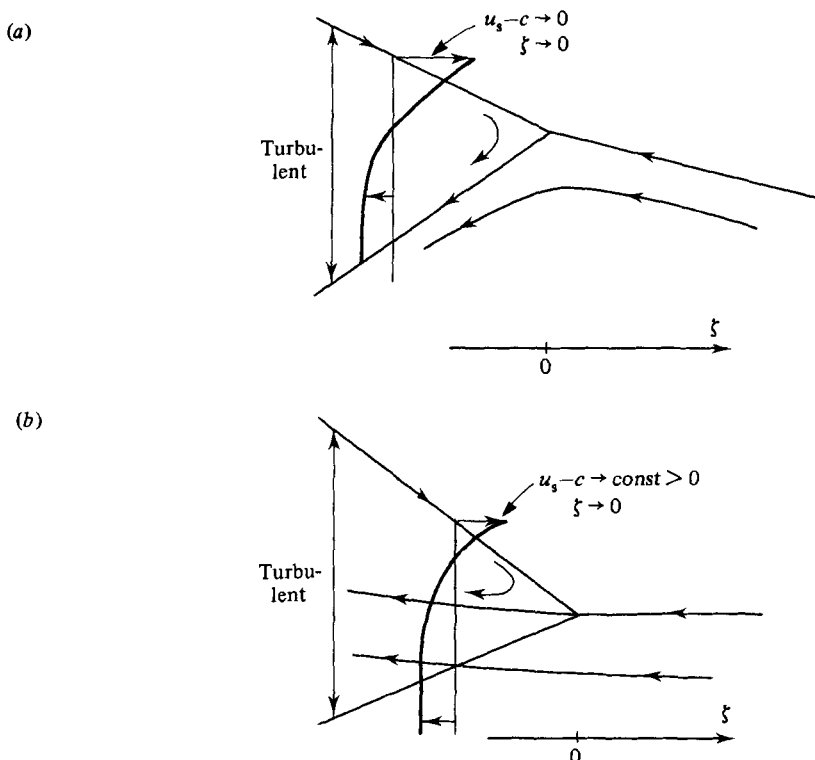 (a)
u_s−c → 0
ζ → 0
Turbu-
lent
ζ
0
(b)
u_s−c → const > 0
ζ → 0
Turbu-
lent
ζ
0